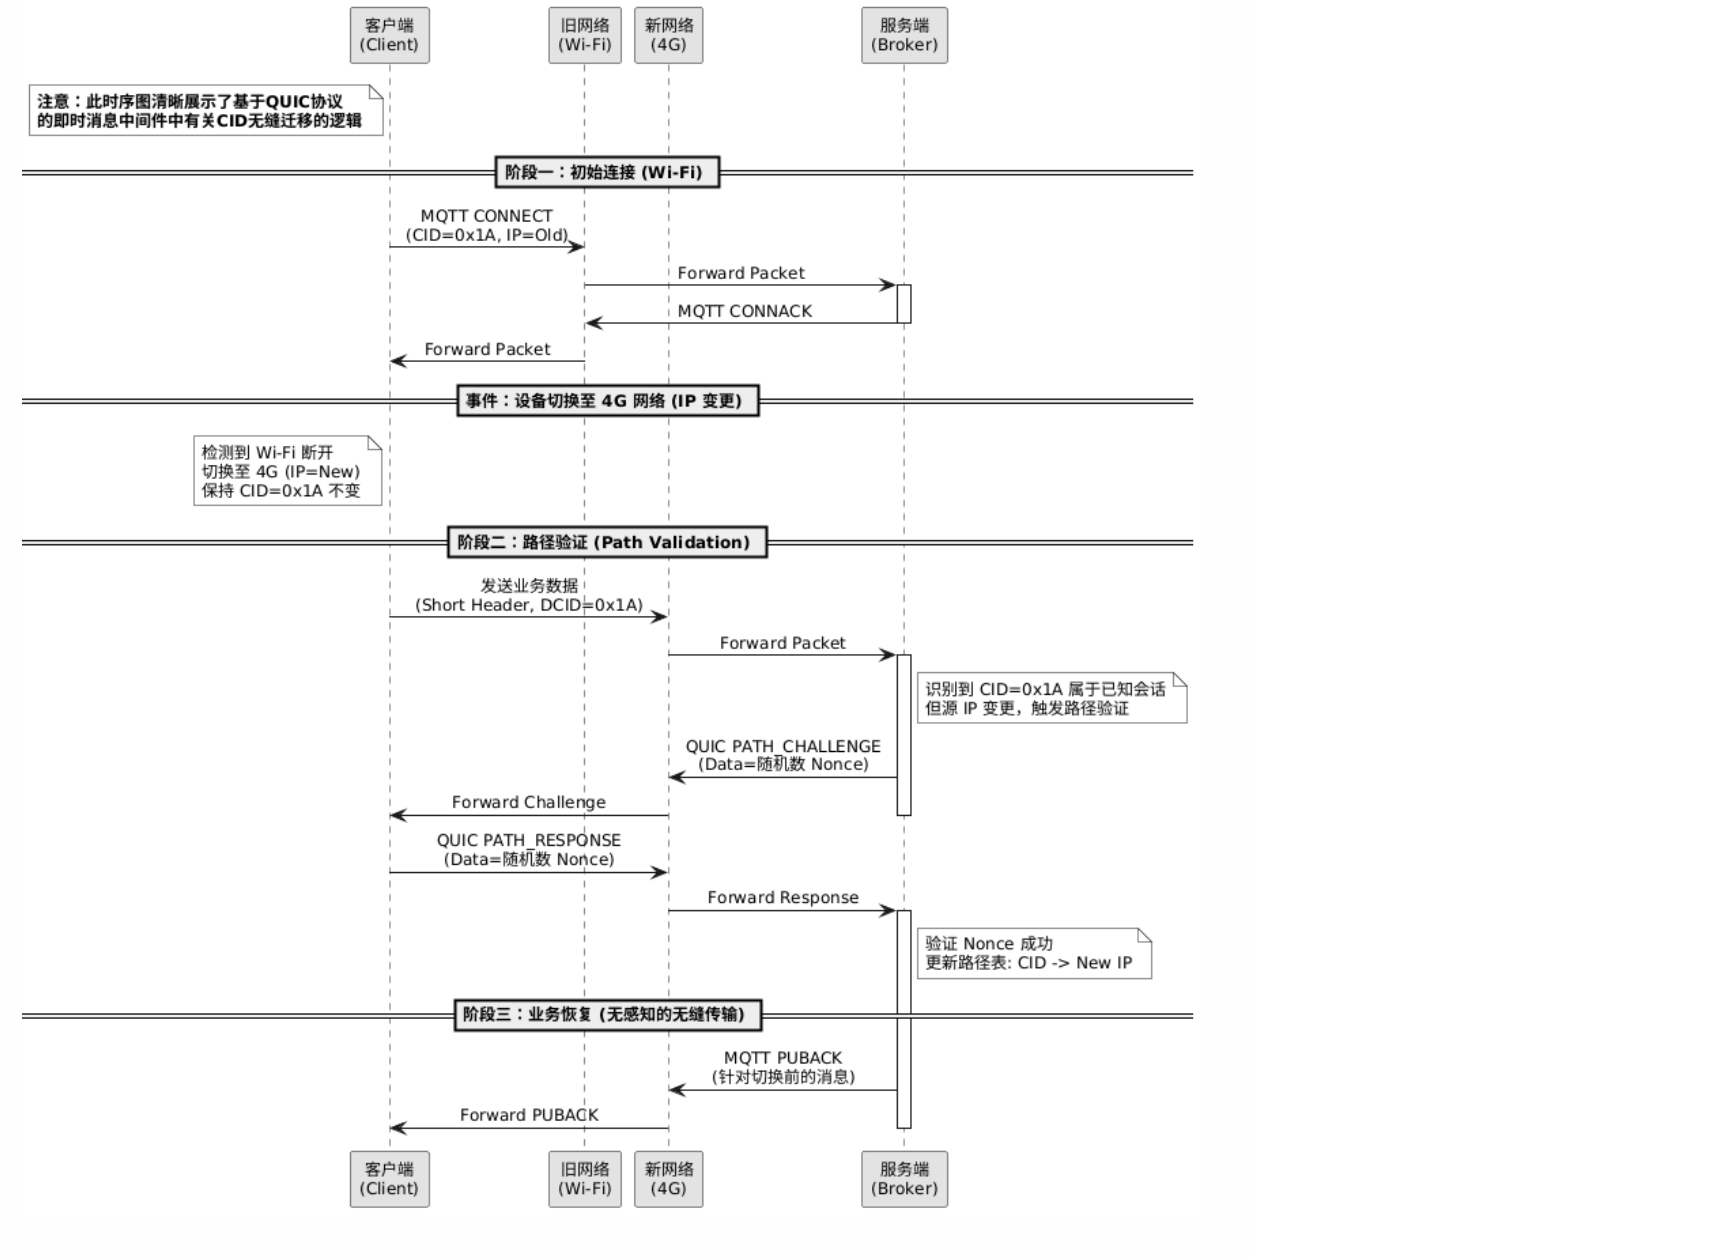 客户端
(Client)
旧网络
(Wi-Fi)
新网络
(4G)
服务端
(Broker)
注意：此时序图清晰展示了基于QUIC协议
的即时消息中间件中有关CID无缝迁移的逻辑
阶段一：初始连接 (Wi-Fi)
MQTT CONNECT
(CID=0x1A, IP=Old)
Forward Packet
MQTT CONNACK
Forward Packet
事件：设备切换至 4G 网络 (IP 变更)
检测到 Wi-Fi 断开
切换至 4G (IP=New)
保持 CID=0x1A 不变
阶段二：路径验证 (Path Validation)
发送业务数据
(Short Header, DCID=0x1A)
Forward Packet
识别到 CID=0x1A 属于已知会话
但源 IP 变更，触发路径验证
QUIC PATH_CHALLENGE
(Data=随机数 Nonce)
Forward Challenge
QUIC PATH_RESPONSE
(Data=随机数 Nonce)
Forward Response
验证 Nonce 成功
更新路径表: CID -> New IP
阶段三：业务恢复 (无感知的无缝传输)
MQTT PUBACK
(针对切换前的消息)
Forward PUBACK
客户端
(Client)
旧网络
(Wi-Fi)
新网络
(4G)
服务端
(Broker)